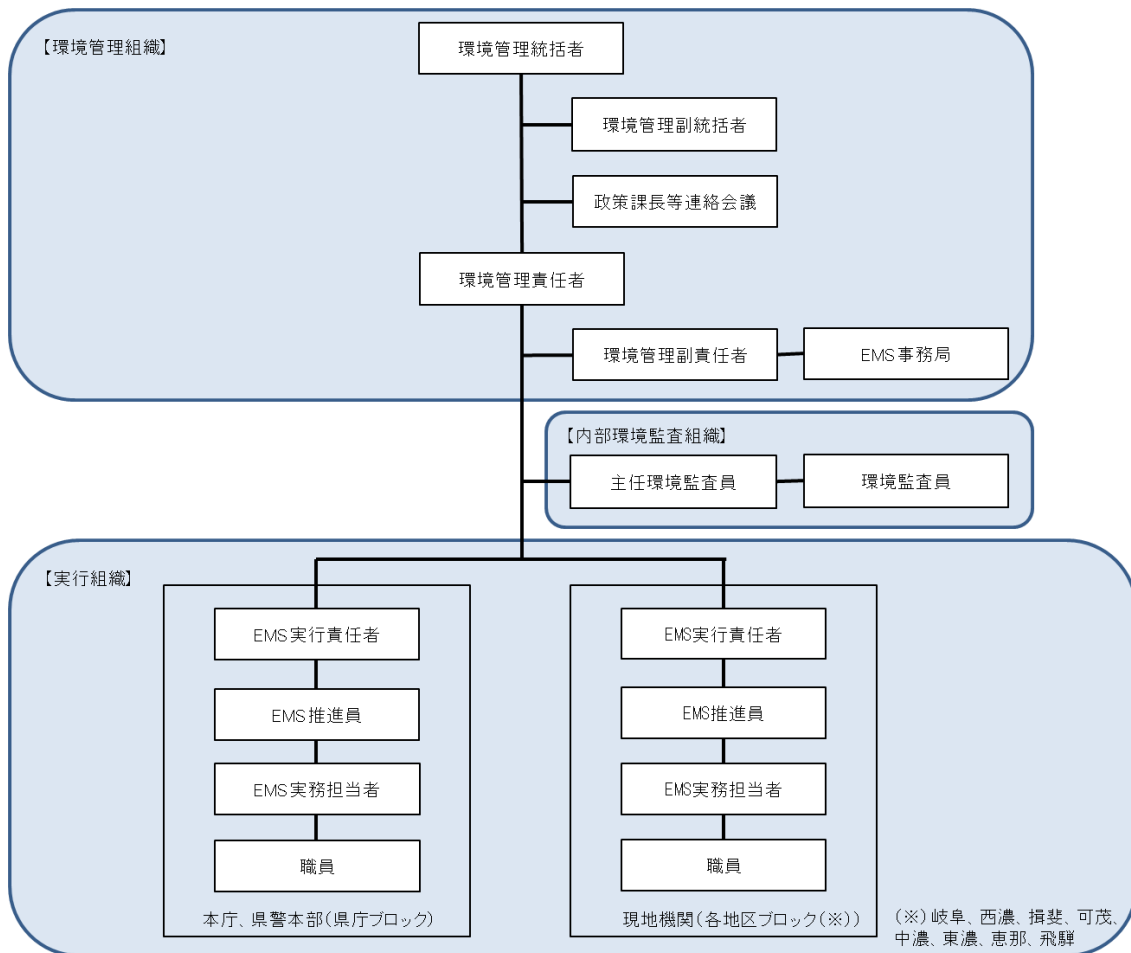 【環境管理組織】
環境管理統括者
環境管理副統括者
政策課長等連絡会議
環境管理責任者
環境管理副責任者
EMS事務局
【内部環境監査組織】
主任環境監査員
環境監査員
【実行組織】
EMS実行責任者
EMS推進員
EMS実務担当者
職員
本庁、県警本部(県庁ブロック)
EMS実行責任者
EMS推進員
EMS実務担当者
職員
現地機関(各地区ブロック(※))
(※)岐阜、西濃、揖斐、可茂、
中濃、東濃、恵那、飛騨